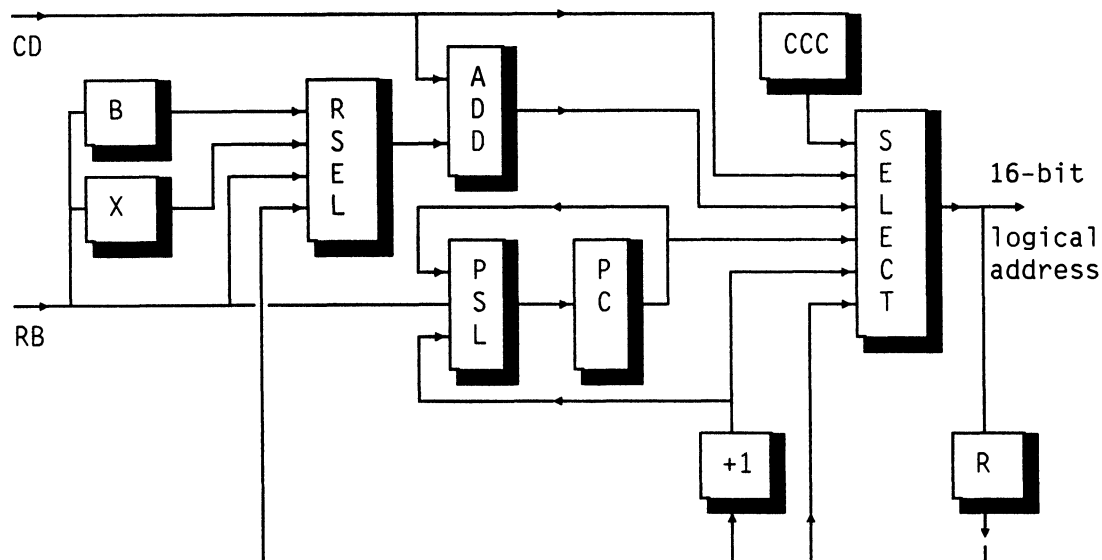 CD
CCC
B
RSEL
ADD
X
SELECT
16-bit
logical
address
PSL
PC
RB
+1
R